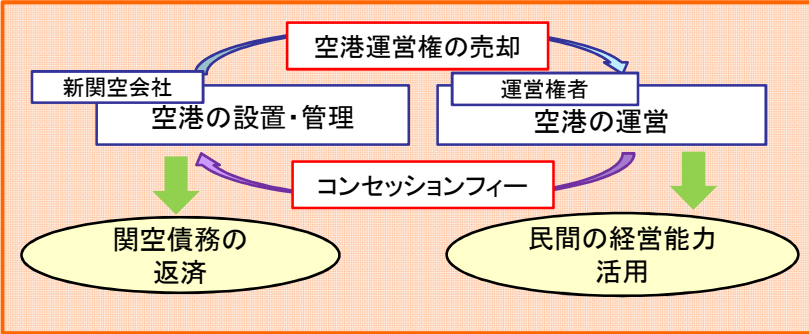 空港運営権の売却
新関空会社
運営権者
空港の設置・管理
空港の運営
コンセッションフィー
関空債務の
返済
民間の経営能力
活用